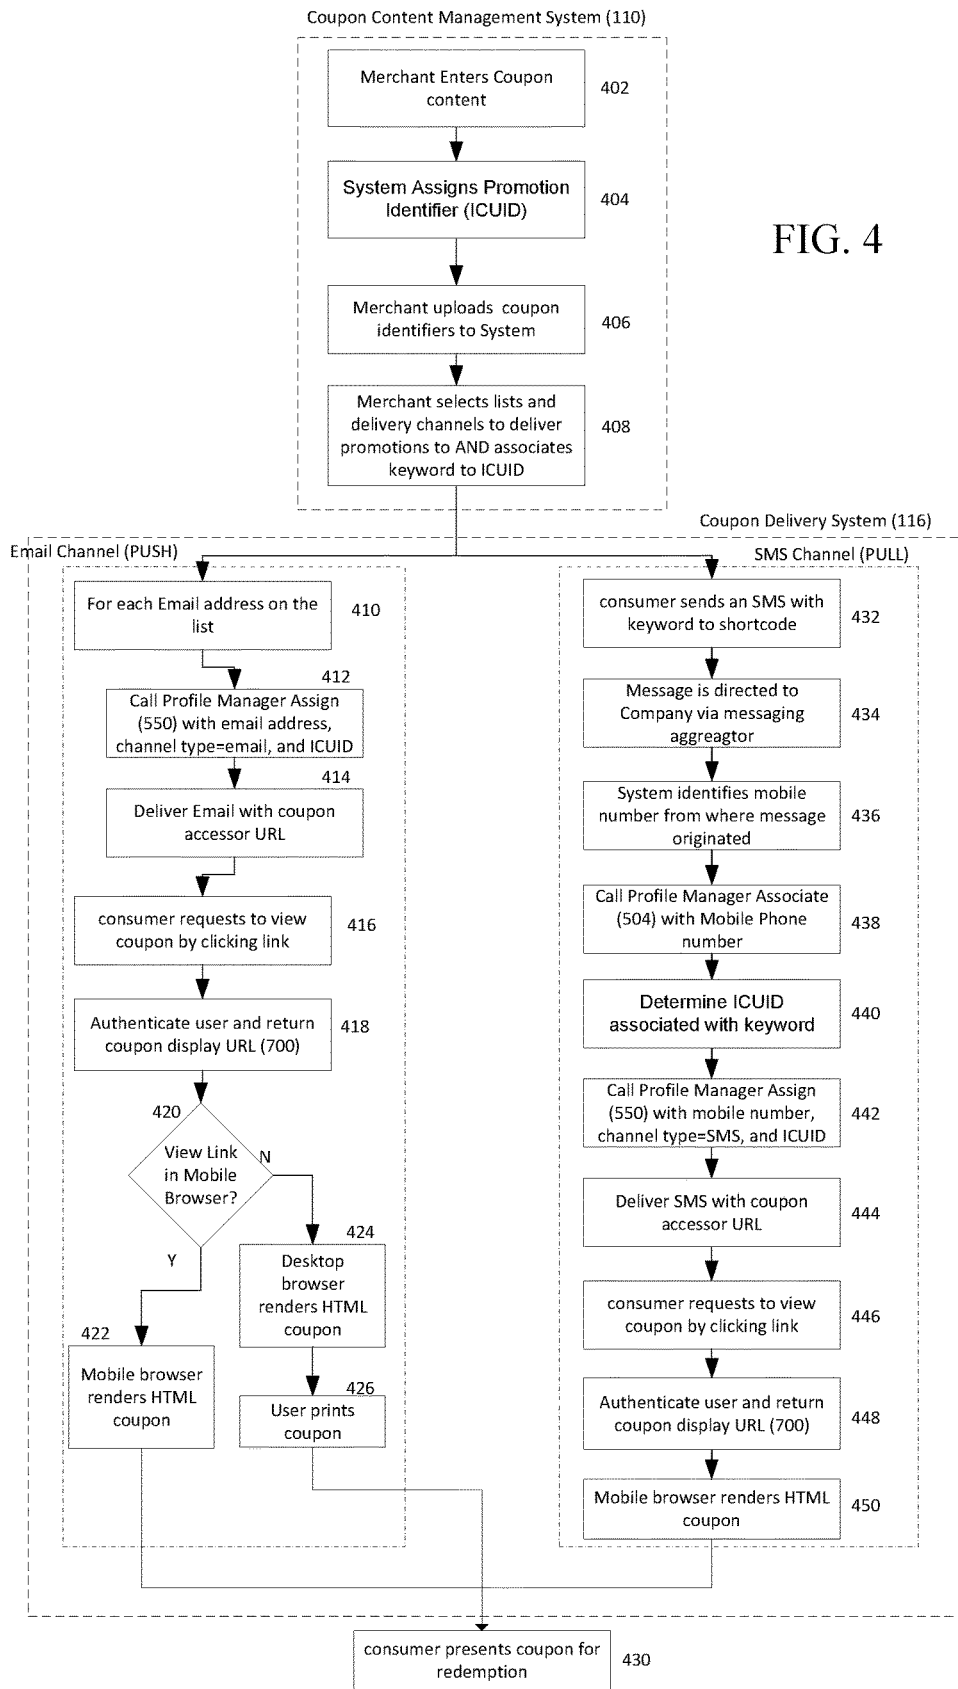 Coupon Content Management System (110)
Merchant Enters Coupon
content
402
System Assigns Promotion
Identifier (ICUID)
404
FIG. 4
Merchant uploads coupon
identifiers to System
406
Merchant selects lists and
delivery channels to deliver
promotions to AND associates
keyword to ICUID
408
Coupon Delivery System (116)
Email Channel (PUSH)
For each Email address on the
list
410
412
Call Profile Manager Assign
(550) with email address,
channel type=email, and ICUID
414
Deliver Email with coupon
accessor URL
consumer requests to view
coupon by clicking link
416
Authenticate user and return
coupon display URL (700)
418
420
View Link
in Mobile
Browser?
N
Y
424
Desktop
browser
renders HTML
coupon
422
Mobile browser
renders HTML
coupon
426
User prints
coupon
SMS Channel (PULL)
consumer sends an SMS with
keyword to shortcode
432
Message is directed to
Company via messaging
aggreagtor
434
System identifies mobile
number from where message
originated
436
Call Profile Manager Associate
(504) with Mobile Phone
number
438
Determine ICUID
associated with keyword
440
Call Profile Manager Assign
(550) with mobile number,
channel type=SMS, and ICUID
442
Deliver SMS with coupon
accessor URL
444
consumer requests to view
coupon by clicking link
446
Authenticate user and return
coupon display URL (700)
448
Mobile browser renders HTML
coupon
450
consumer presents coupon for
redemption
430